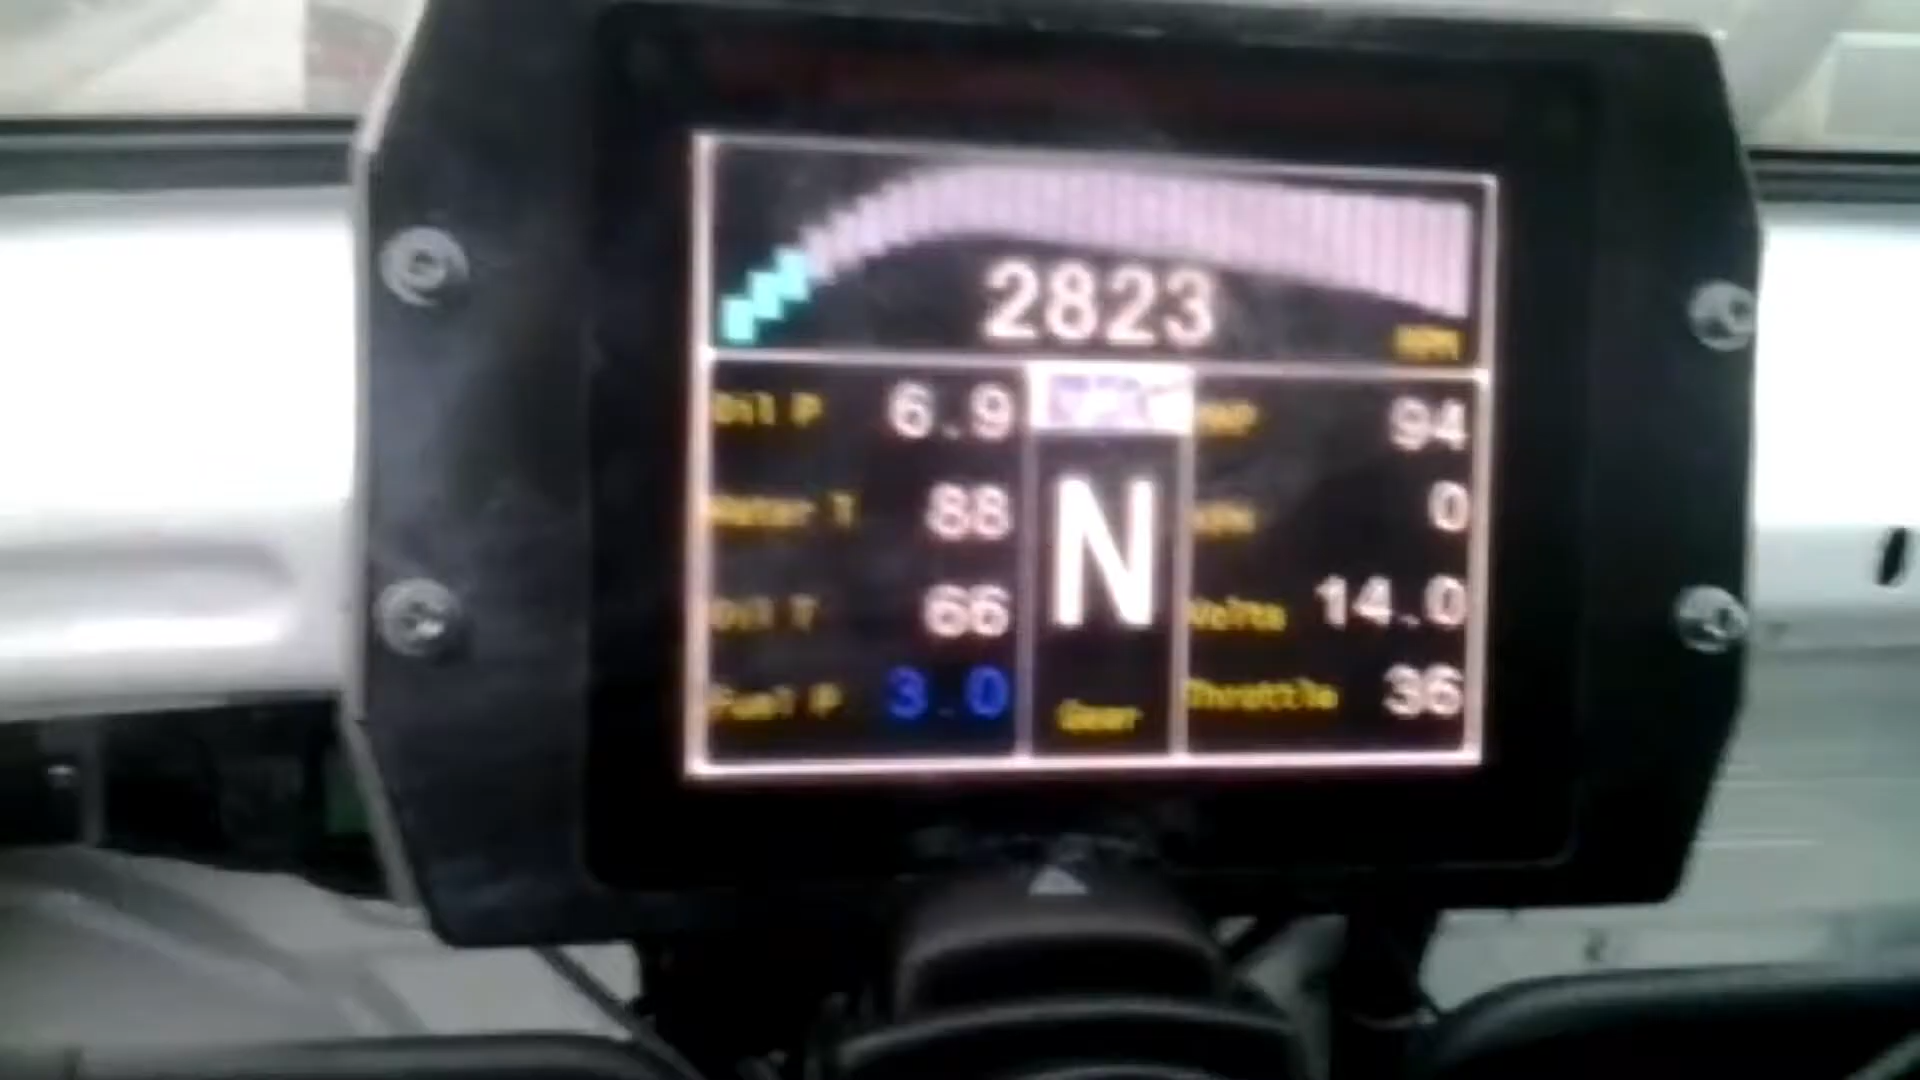 2823
RPM
Oil P 6.9
94
Water T 88
0
N
Oil T 66
Volts 14.0
Fuel P 3.0
Gear
Throttle 36